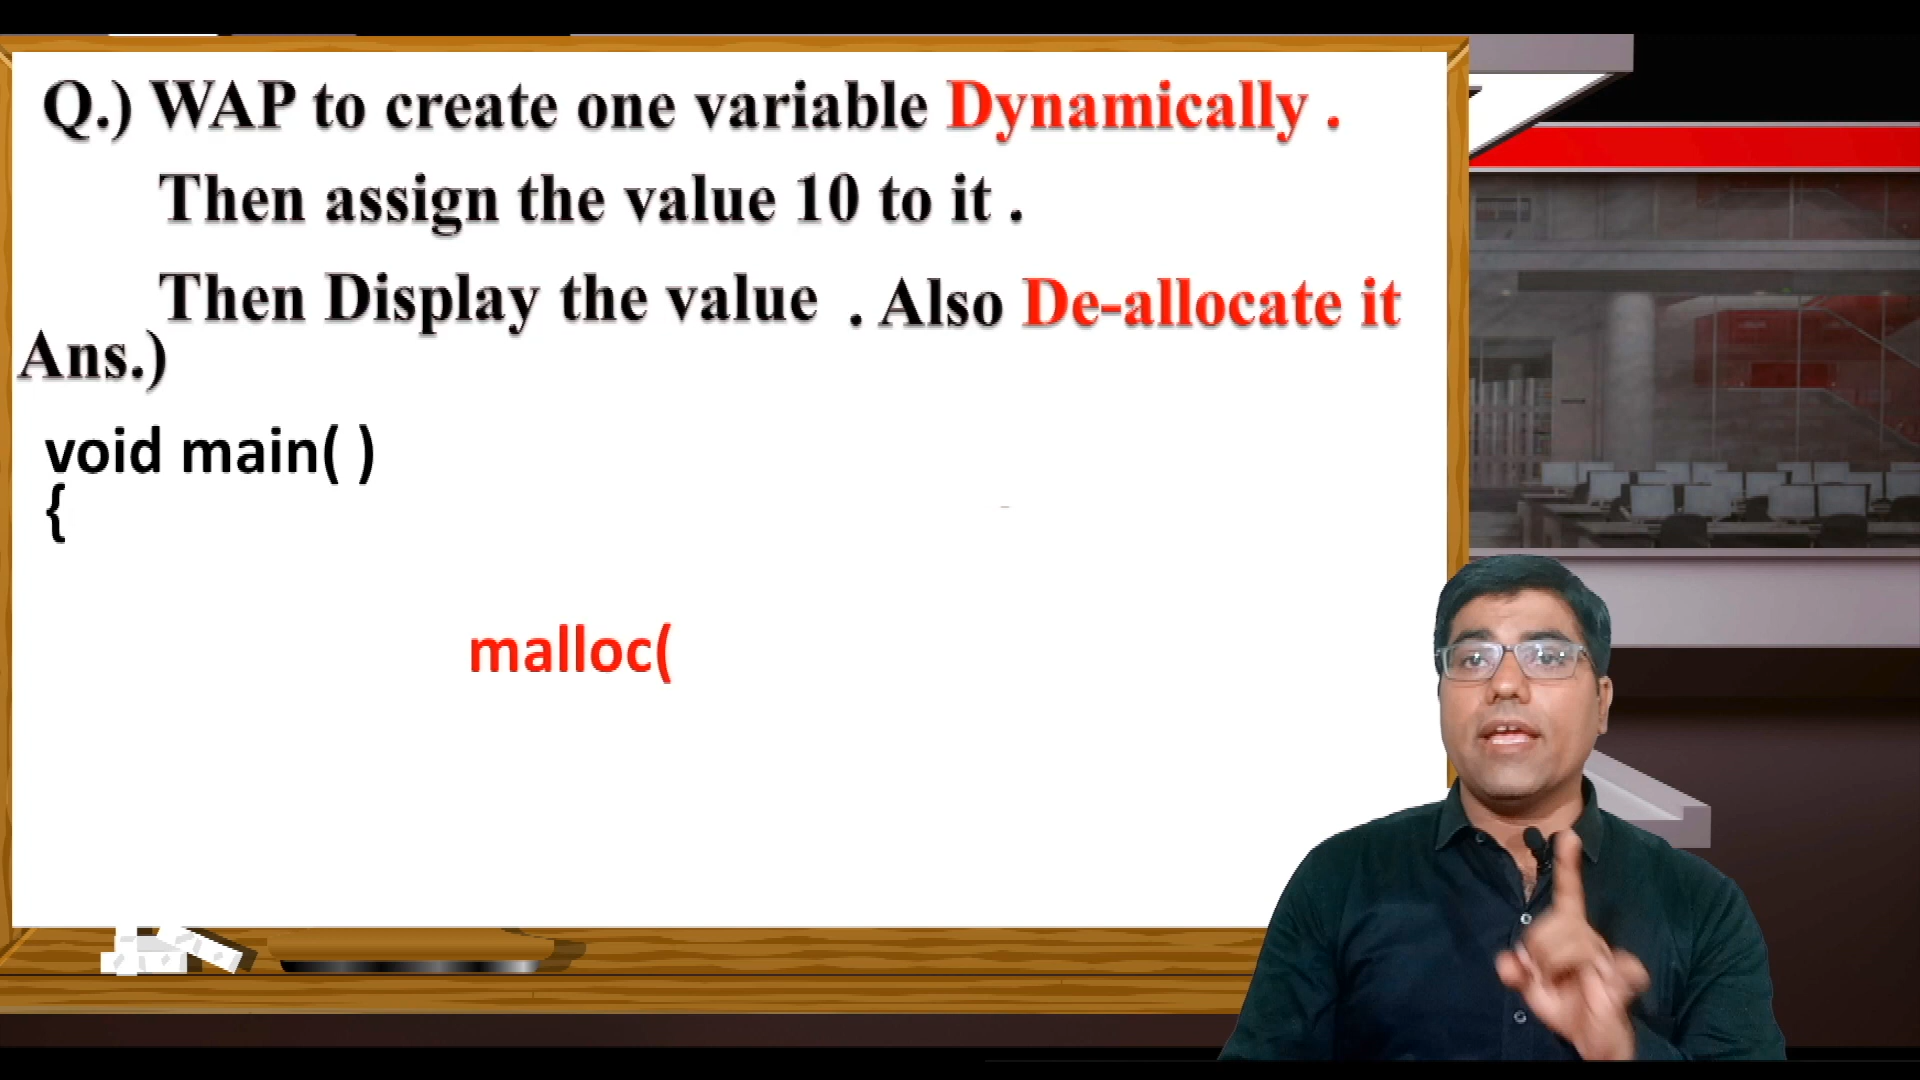 Q.) WAP to create one variable Dynamically .
Then assign the value 10 to it .
Then Display the value . Also De-allocate it
Ans.)
void main( )
{
malloc(